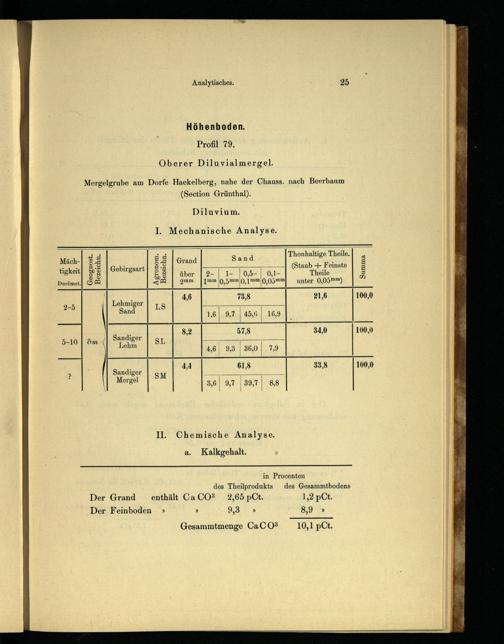 Analytisches. 25
Höhenboden.
Profil 79.
Oberer Diluvialmergel.
Mergelgrube am Dorfe Hackelberg, nahe der Chauss. nach Beerbaum
(Section Grünthal).
Diluvium.
I. Mechanische Analyse.
Mäch-
tigkeit
Decimet.
Geognost.
Bezeichn.
Gebirgsart
Agronom.
Bezeichn.
Grand
über
2mm
Sand
2– 1– 0,5– 0,1–
1mm 0,5mm 0,1mm 0,05mm
Thonhaltige Theile.
(Staub + Feinste
Theile
unter 0,05mm)
Summa
2–5 Lehmiger Sand LS 4,6 73,8 21,6 100,0
1,6 9,7 45,6 16,9
5–10 ðm Sandiger Lehm SL 8,2 57,8 34,0 100,0
4,6 9,3 36,0 7,9
? Sandiger Mergel SM 4,4 61,8 33,8 100,0
3,6 9,7 39,7 8,8
II. Chemische Analyse.
a. Kalkgehalt.
in Procenten
des Theilprodukts des Gesammtbodens
Der Grand enthält CaCO³ 2,65 pCt. 1,2 pCt.
Der Feinboden » » 9,3 » 8,9 »
Gesammtmenge CaCO³ 10,1 pCt.